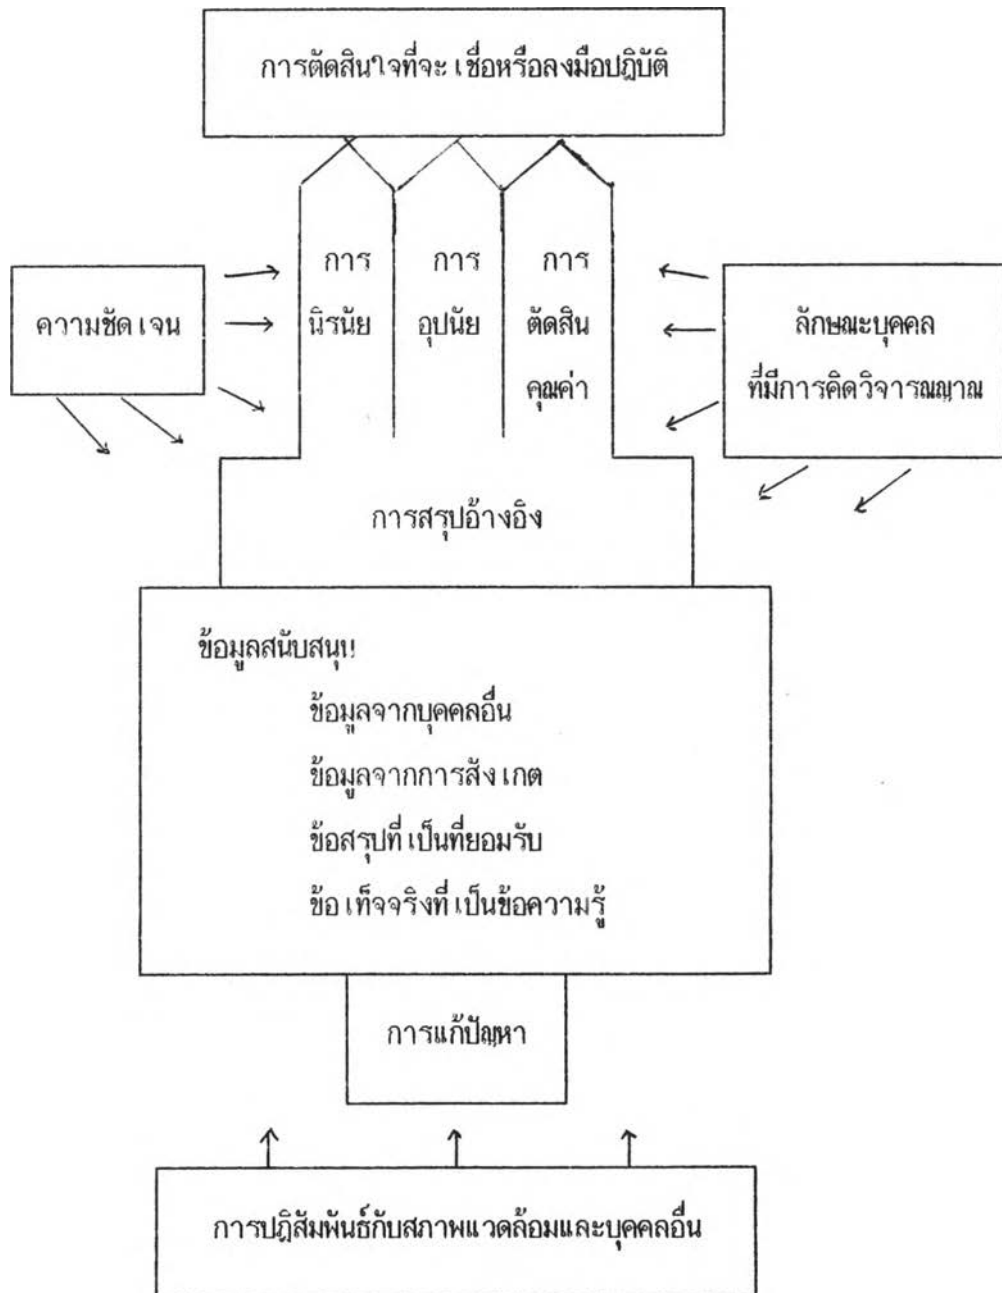 การตัดสินใจที่จะเชื่อหรือลงมือปฏิบัติ
การ
นิรนัย
การ
อุปนัย
การ
ตัดสิน
คุณค่า
ความชัดเจน
ลักษณะบุคคล
ที่มีการคิดวิจารณญาณ
การสรุปอ้างอิง
ข้อมูลสนับสนุน
ข้อมูลจากบุคคลอื่น
ข้อมูลจากการสังเกต
ข้อสรุปที่เป็นที่ยอมรับ
ข้อเท็จจริงที่เป็นข้อความรู้
การแก้ปัญหา
การปฎิสัมพันธ์กับสภาพแวดล้อมและบุคคลอื่น